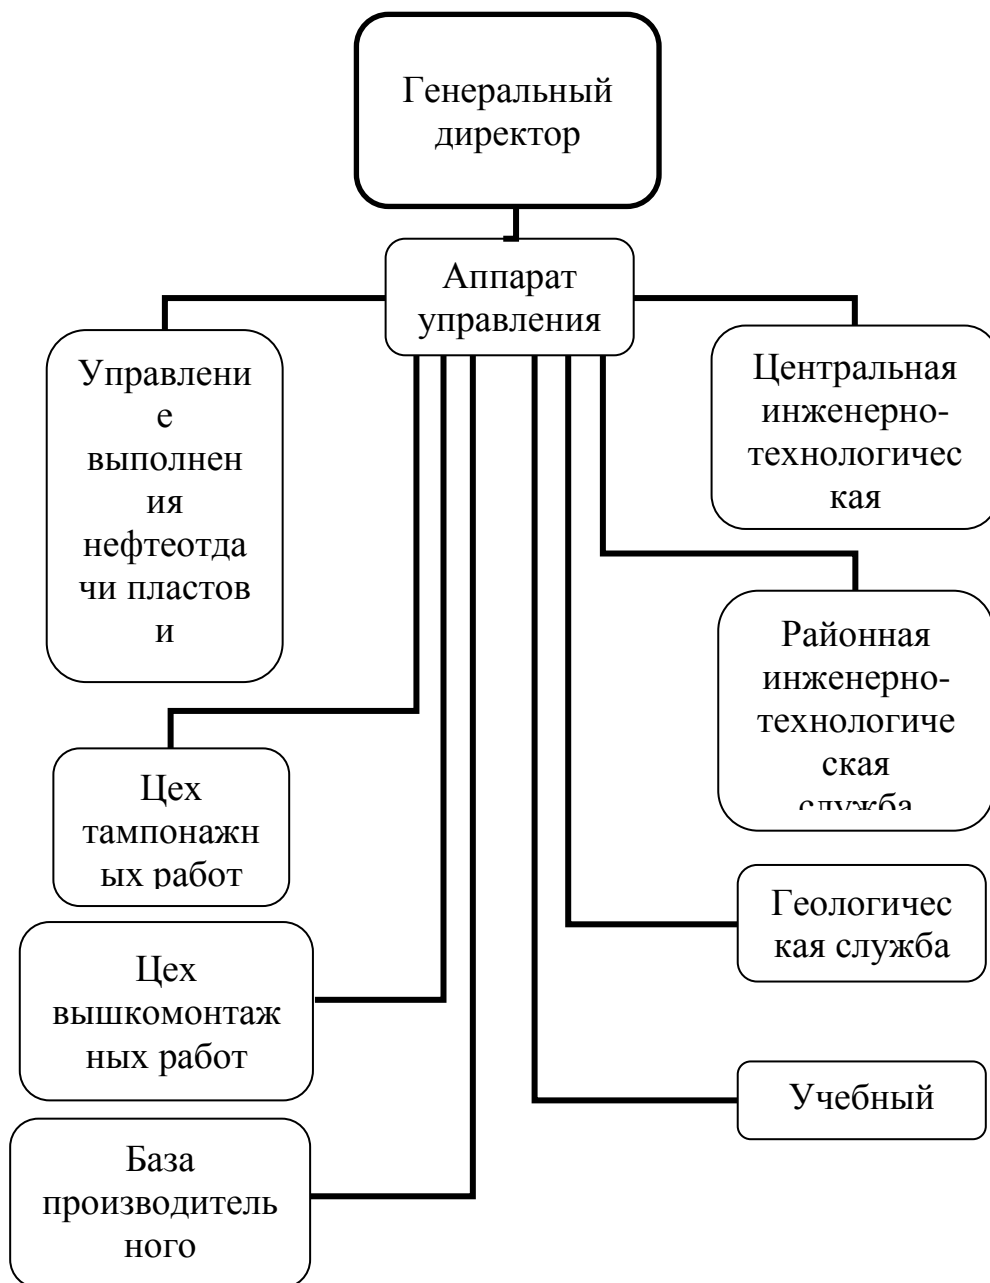 Генеральный
директор
Аппарат
управления
Управлени
е
выполнен
ия
нефтеотда
чи пластов
и
Центральная
инженерно-
технологичес
кая
Районная
инженерно-
технологиче
ская
служба
Цех
тампонажн
ых работ
Геологичес
кая служба
Цех
вышкомонтаж
ных работ
Учебный
База
производитель
ного